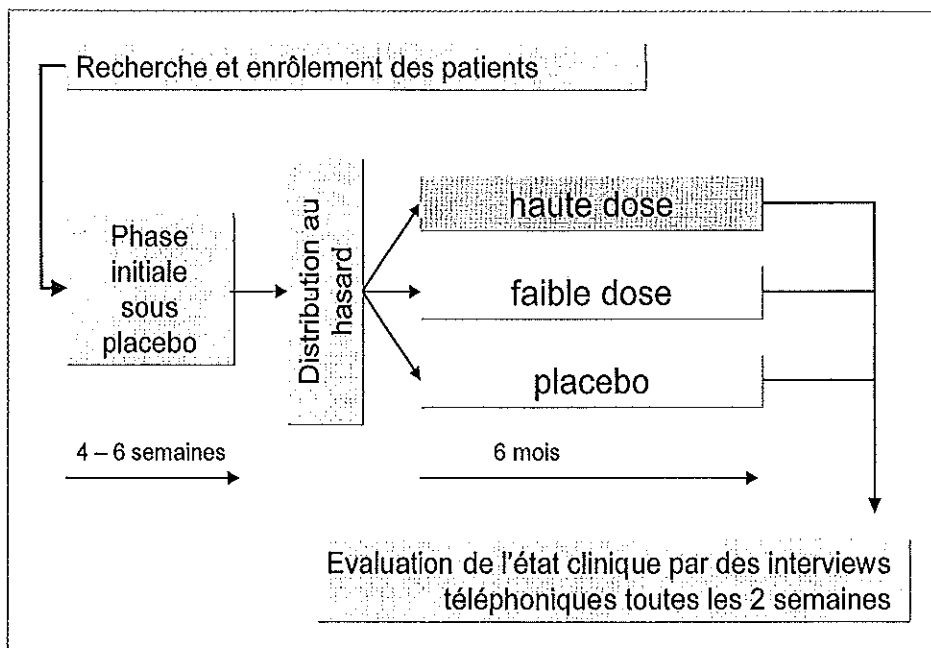 Recherche et enrôlement des patients
Phase
initiale
sous
placebo
Distribution au
hasard
haute dose
faible dose
placebo
4 – 6 semaines
6 mois
Evaluation de l'état clinique par des interviews
téléphoniques toutes les 2 semaines